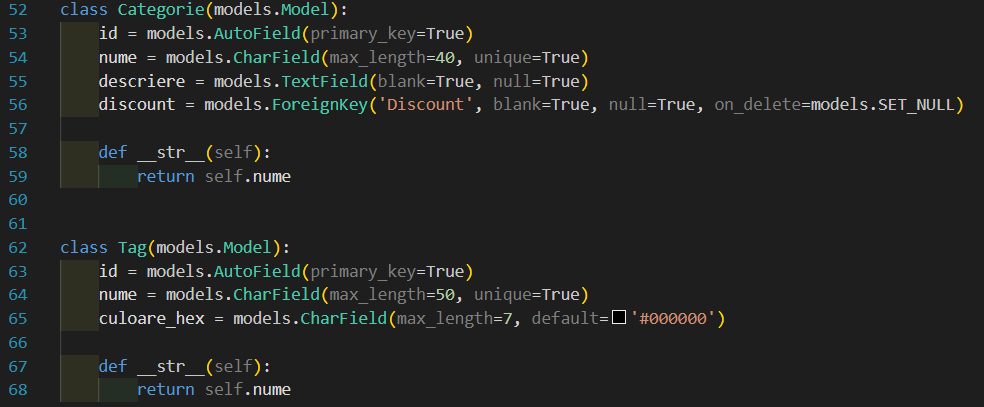 52 class Categorie(models.Model):
53     id = models.AutoField(primary_key=True)
54     nume = models.CharField(max_length=40, unique=True)
55     descriere = models.TextField(blank=True, null=True)
56     discount = models.ForeignKey('Discount', blank=True, null=True, on_delete=models.SET_NULL)
57
58     def __str__(self):
59         return self.nume
60
61
62 class Tag(models.Model):
63     id = models.AutoField(primary_key=True)
64     nume = models.CharField(max_length=50, unique=True)
65     culoare_hex = models.CharField(max_length=7, default='#000000')
66
67     def __str__(self):
68         return self.nume